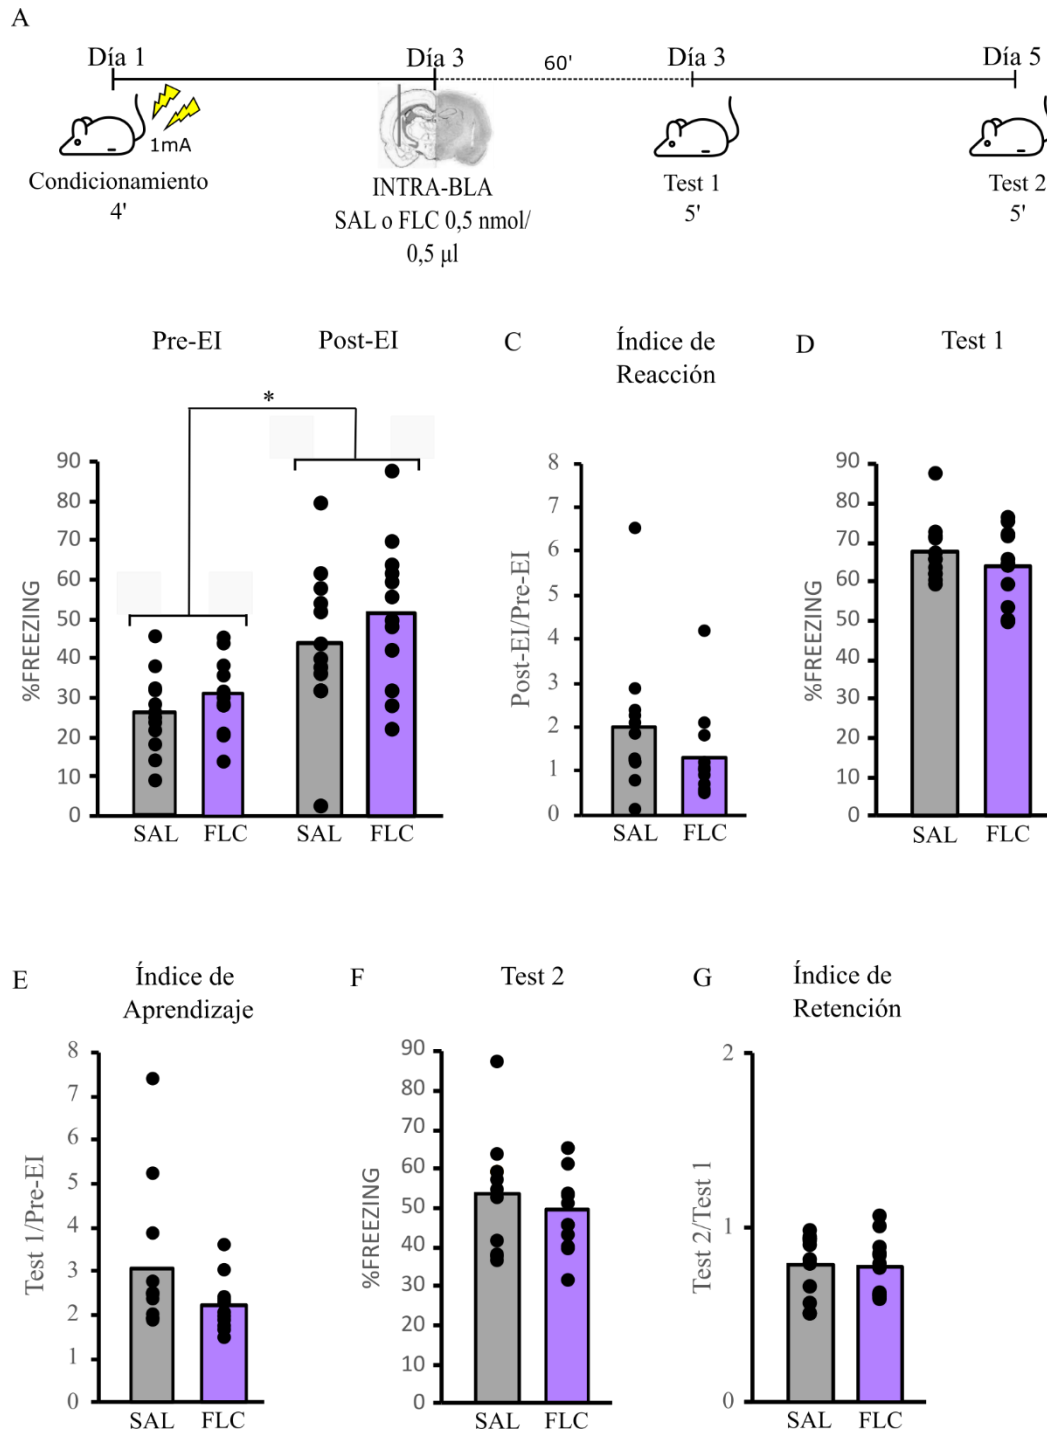 A
Día 1
Día 3
60'
Día 3
Día 5
1mA
Condicionamiento
4'
INTRA-BLA
SAL o FLC 0,5 nmol/
0,5 µl
Test 1
5'
Test 2
5'
Pre-EI
Post-EI
*
%FREEZING
90
80
70
60
50
40
30
20
10
0
SAL
FLC
SAL
FLC
C
Índice de
Reacción
Post-EI/Pre-EI
8
7
6
5
4
3
2
1
0
SAL
FLC
D
Test 1
%FREEZING
90
80
70
60
50
40
30
20
10
0
SAL
FLC
E
Índice de
Aprendizaje
Test 1/Pre-EI
8
7
6
5
4
3
2
1
0
SAL
FLC
F
Test 2
%FREEZING
90
80
70
60
50
40
30
20
10
0
SAL
FLC
G
Índice de
Retención
Test 2/Test 1
2
1
0
SAL
FLC